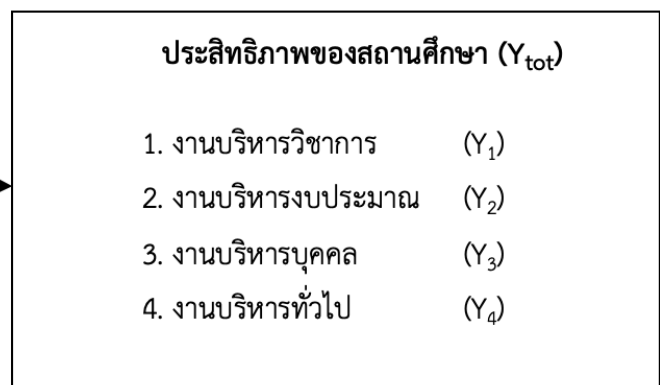 ประสิทธิภาพของสถานศึกษา (Ytot)
1. งานบริหารวิชาการ (Y1)
2. งานบริหารงบประมาณ (Y2)
3. งานบริหารบุคคล (Y3)
4. งานบริหารทั่วไป (Y4)